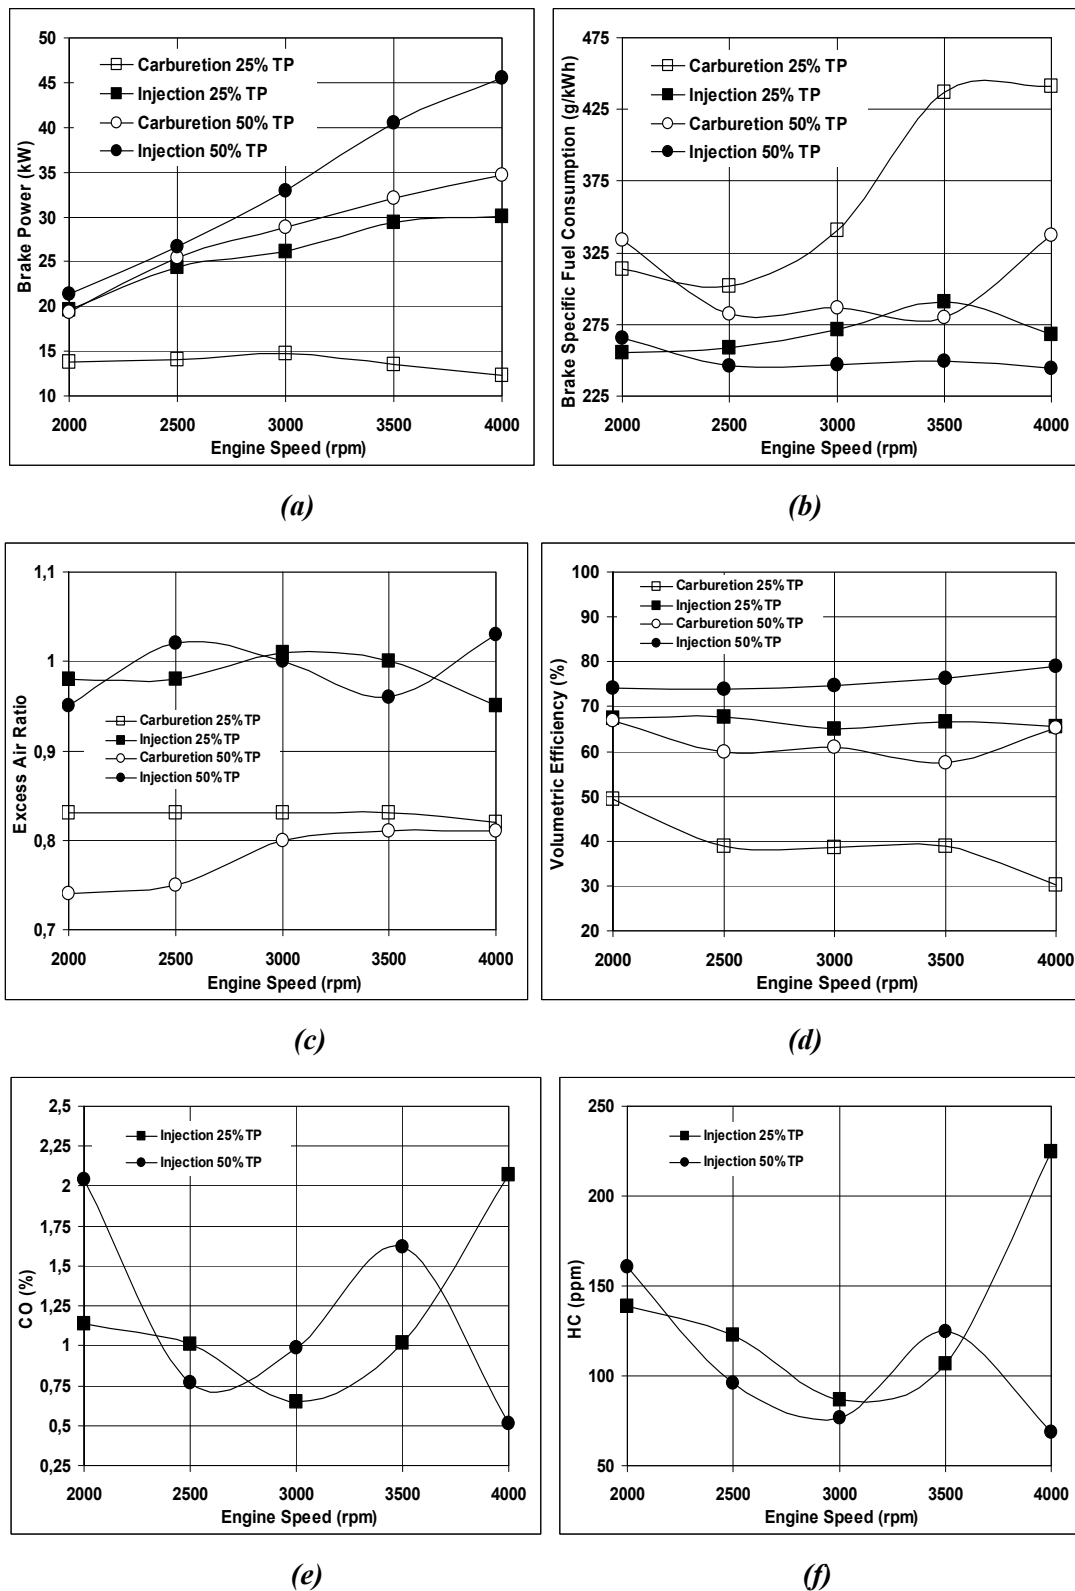 50
45
40
35
30
25
20
15
10
Brake Power (kW)
Carburetion 25% TP
Injection 25% TP
Carburetion 50% TP
Injection 50% TP
2000 2500 3000 3500 4000
Engine Speed (rpm)
(a)
475
425
375
325
275
225
Brake Specific Fuel Consumption (g/kWh)
Carburetion 25% TP
Injection 25% TP
Carburetion 50% TP
Injection 50% TP
2000 2500 3000 3500 4000
Engine Speed (rpm)
(b)
1,1
1
0,9
0,8
0,7
Excess Air Ratio
Carburetion 25%TP
Injection 25%TP
Carburetion 50%TP
Injection 50%TP
2000 2500 3000 3500 4000
Engine Speed (rpm)
(c)
100
90
80
70
60
50
40
30
20
Volumetric Efficiency (%)
Carburetion 25%TP
Injection 25%TP
Carburetion 50%TP
Injection 50%TP
2000 2500 3000 3500 4000
Engine Speed (rpm)
(d)
2,5
2,25
2
1,75
1,5
1,25
1
0,75
0,5
0,25
CO (%)
Injection 25%TP
Injection 50%TP
2000 2500 3000 3500 4000
Engine Speed (rpm)
(e)
250
200
150
100
50
HC (ppm)
Injection 25%TP
Injection 50%TP
2000 2500 3000 3500 4000
Engine Speed (rpm)
(f)